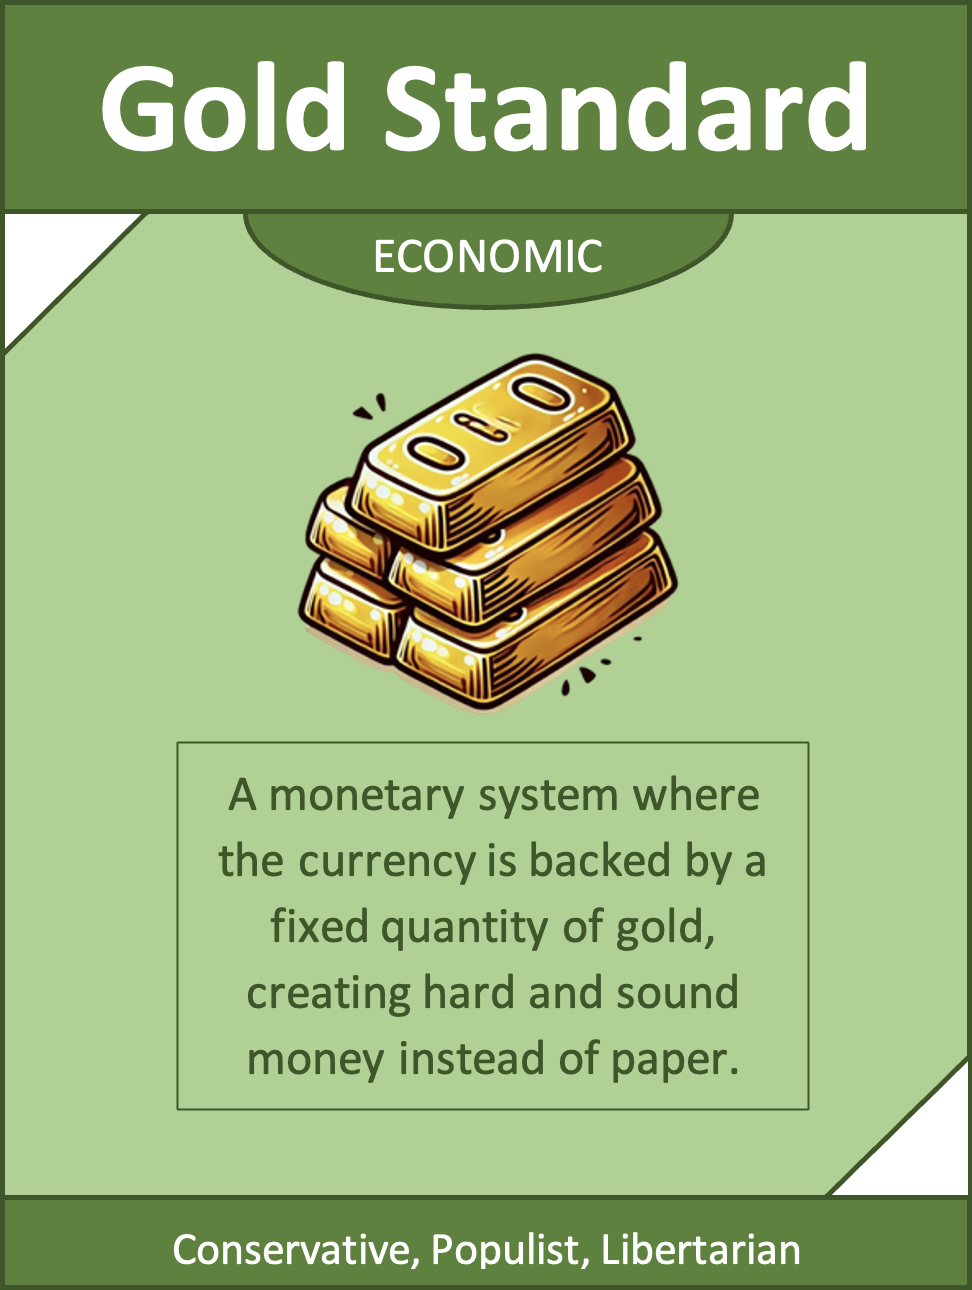 Gold Standard
ECONOMIC
A monetary system where
the currency is backed by a
fixed quantity of gold,
creating hard and sound
money instead of paper.
Conservative, Populist, Libertarian